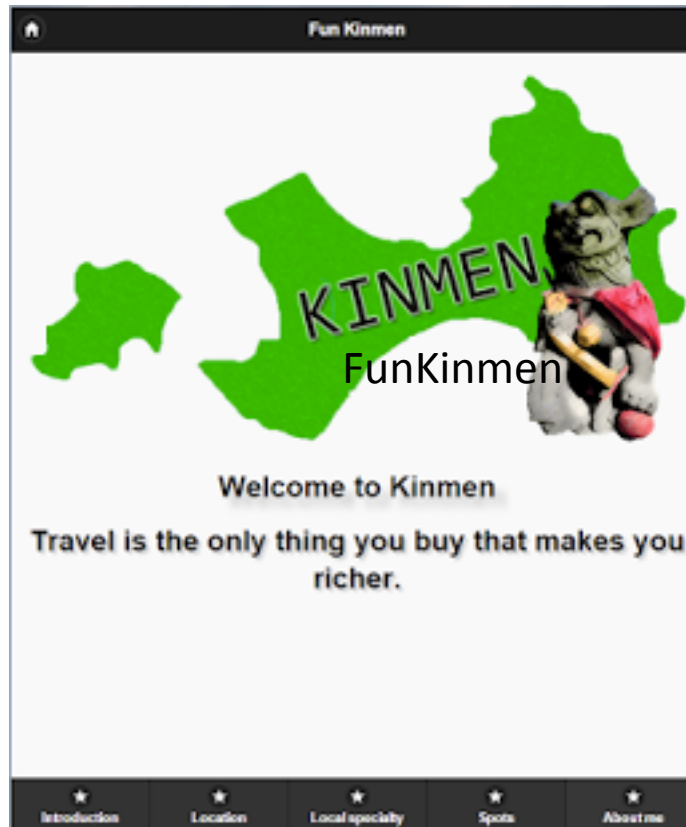 Fun Kinmen
KINMEN
FunKinmen
Welcome to Kinmen
Travel is the only thing you buy that makes you
richer.
Introduction
Location
Local specialty
Spots
About me